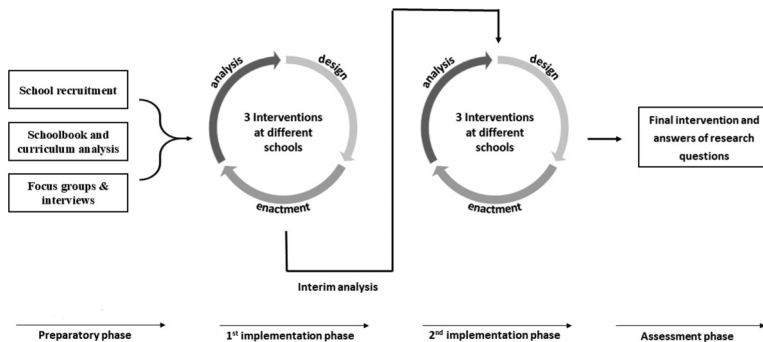 School recruitment
Schoolbook and
curriculum analysis
Focus groups &
interviews
analysis
design
3 Interventions
at different
schools
enactment
Interim analysis
analysis
design
3 Interventions
at different
schools
enactment
Final intervention and
answers of research
questions
Preparatory phase
1st implementation phase
2nd implementation phase
Assessment phase